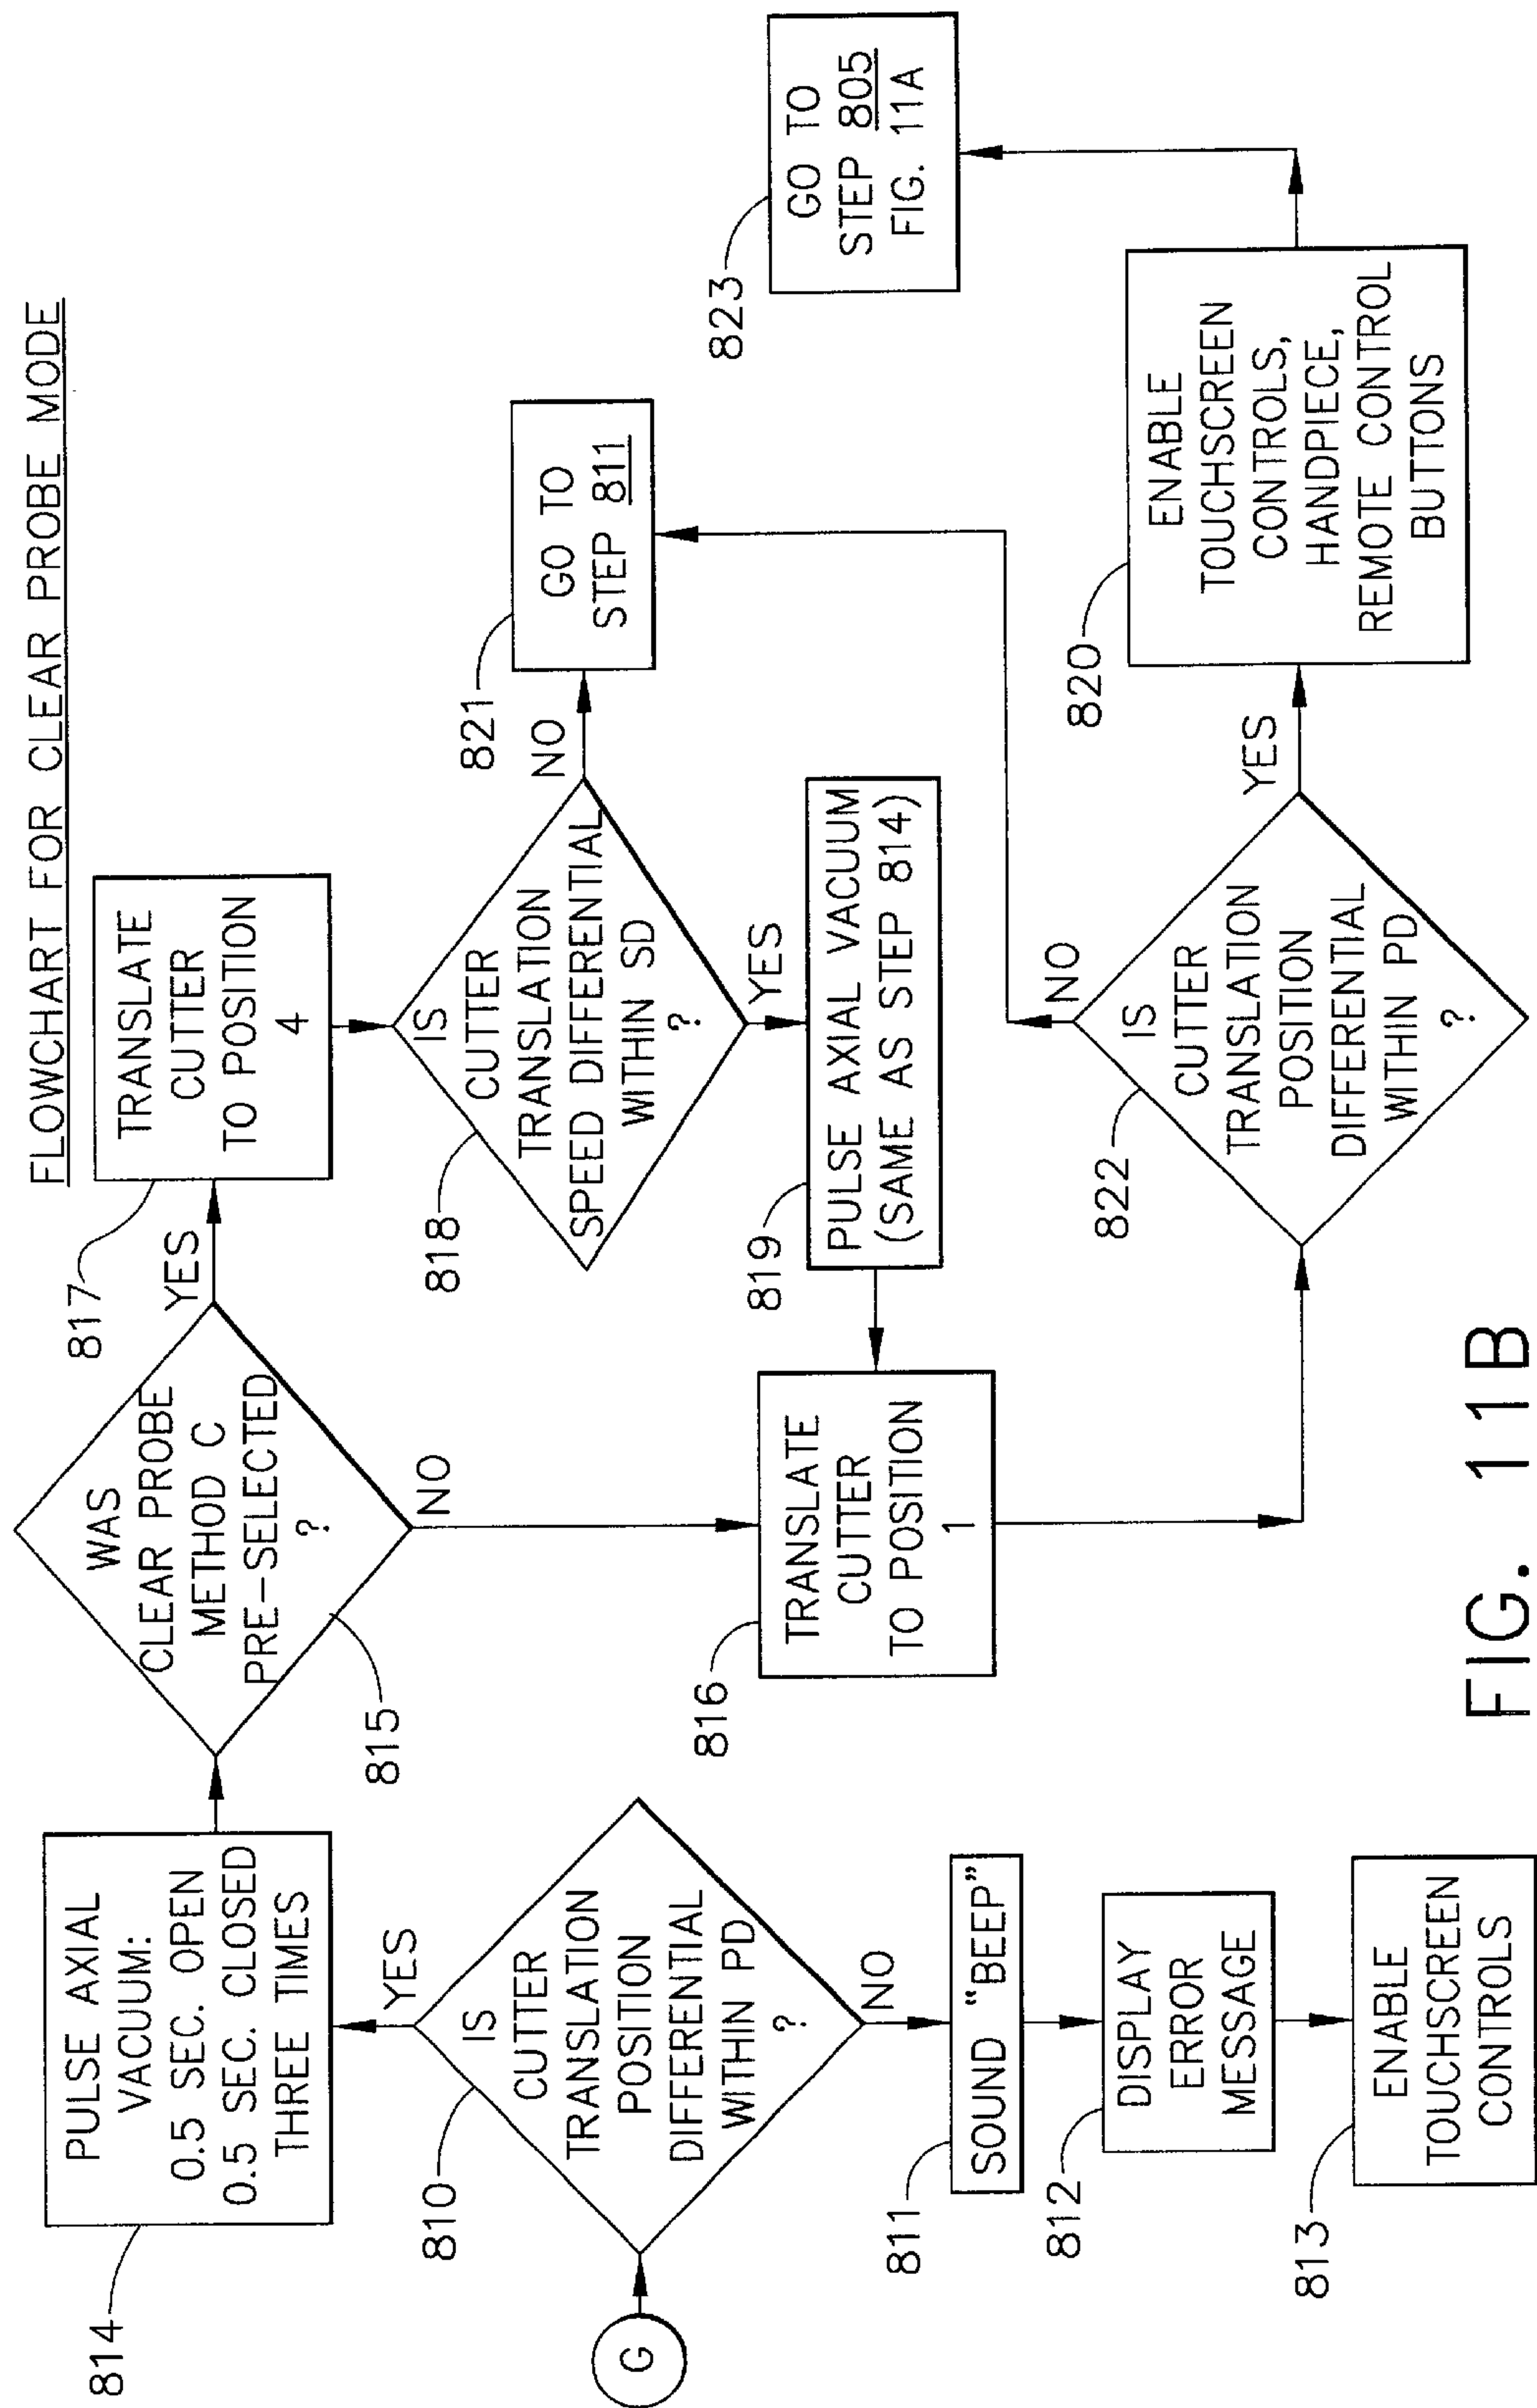 FLOWCHART FOR CLEAR PROBE MODE
814
PULSE AXIAL
VACUUM:
0.5 SEC. OPEN
0.5 SEC. CLOSED
THREE TIMES
815
WAS
CLEAR PROBE
METHOD C
PRE-SELECTED
?
YES
NO
817
TRANSLATE
CUTTER
TO POSITION
4
G
810
IS
CUTTER
TRANSLATION
POSITION
DIFFERENTIAL
WITHIN PD
?
YES
NO
818
IS
CUTTER
TRANSLATION
SPEED DIFFERENTIAL
WITHIN SD
?
NO
YES
821
GO TO
STEP 811
823
GO TO
STEP 805
FIG. 11A
811
SOUND "BEEP"
816
TRANSLATE
CUTTER
TO POSITION
1
819
PULSE AXIAL VACUUM
(SAME AS STEP 814)
812
DISPLAY
ERROR
MESSAGE
822
IS
CUTTER
TRANSLATION
POSITION
DIFFERENTIAL
WITHIN PD
?
NO
YES
820
ENABLE
TOUCHSCREEN
CONTROLS,
HANDPIECE,
REMOTE CONTROL
BUTTONS
813
ENABLE
TOUCHSCREEN
CONTROLS
FIG. 11B